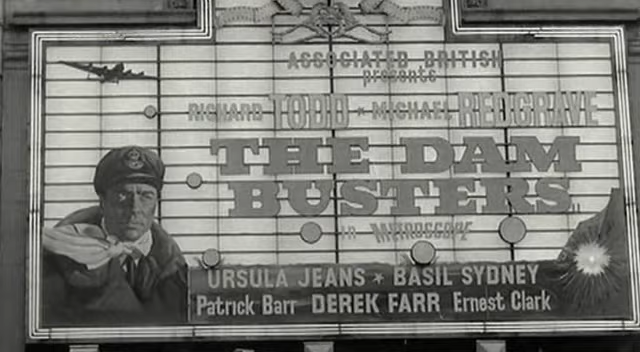 ASSOCIATED BRITISH
presents
RICHARD TODD * MICHAEL REDGRAVE
THE DAM
BUSTERS
IN METROSCOPE
URSULA JEANS * BASIL SYDNEY
Patrick Barr DEREK FARR Ernest Clark